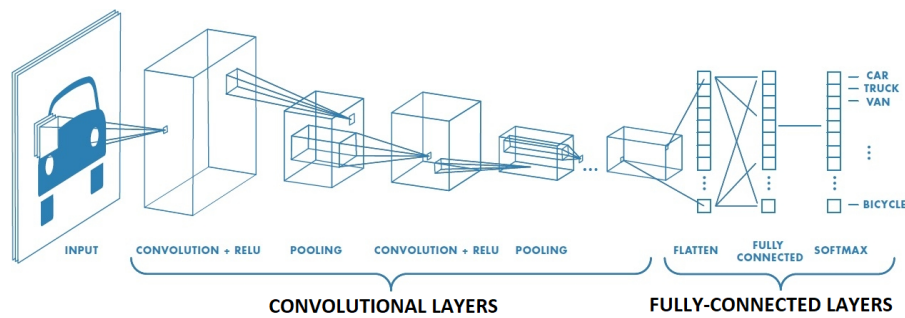 CAR
TRUCK
VAN
BICYCLE
INPUT
CONVOLUTION + RELU
POOLING
CONVOLUTION + RELU
POOLING
FLATTEN
FULLY
CONNECTED
SOFTMAX
CONVOLUTIONAL LAYERS
FULLY-CONNECTED LAYERS